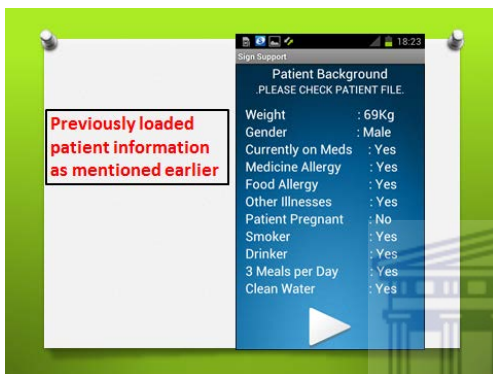 Previously loaded
patient information
as mentioned earlier
18:23
Sign Support
Patient Background
.PLEASE CHECK PATIENT FILE.
Weight : 69Kg
Gender : Male
Currently on Meds : Yes
Medicine Allergy : Yes
Food Allergy : Yes
Other Illnesses : Yes
Patient Pregnant : No
Smoker : Yes
Drinker : Yes
3 Meals per Day : Yes
Clean Water : Yes